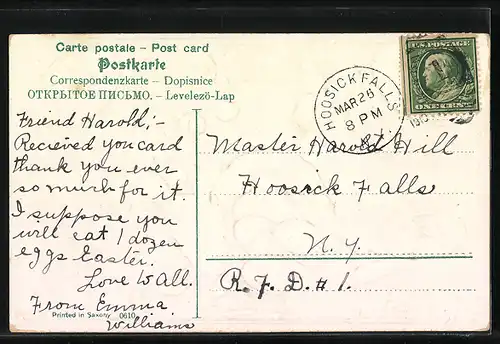 Carte postale – Post card
Postkarte
Correspondenzkarte – Dopisnice
ОТКРЫТОЕ ПИСЬМО. – Levelező-Lap
Friend Harold;-
Recieved you card
thank you ever
so much for it.
I suppose you
will eat 1 dozen
eggs Easter.
Love to all.
From Emma
Williams
Printed in Saxony 0610
HOOSICK FALLS
MAR 28
8 PM
U.S. POSTAGE
ONE CENT
Master Harold Hill
Hoosick Falls
N.Y.
R.F.D. #1.